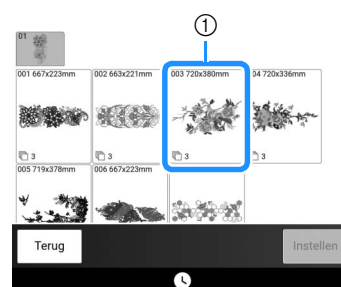 ①
01
001 667x223mm 002 663x221mm 003 720x380mm 04 720x336mm
3 3 3 3
005 719x378mm 006 667x223mm
Terug Instellen